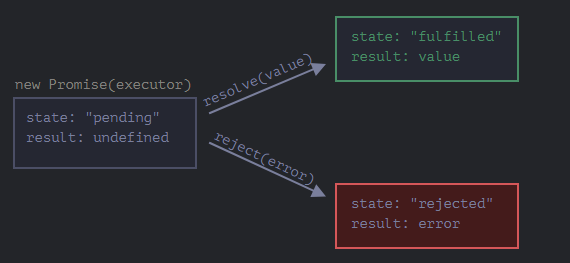 new Promise(executor)
state: "pending"
result: undefined
resolve(value)
state: "fulfilled"
result: value
reject(error)
state: "rejected"
result: error